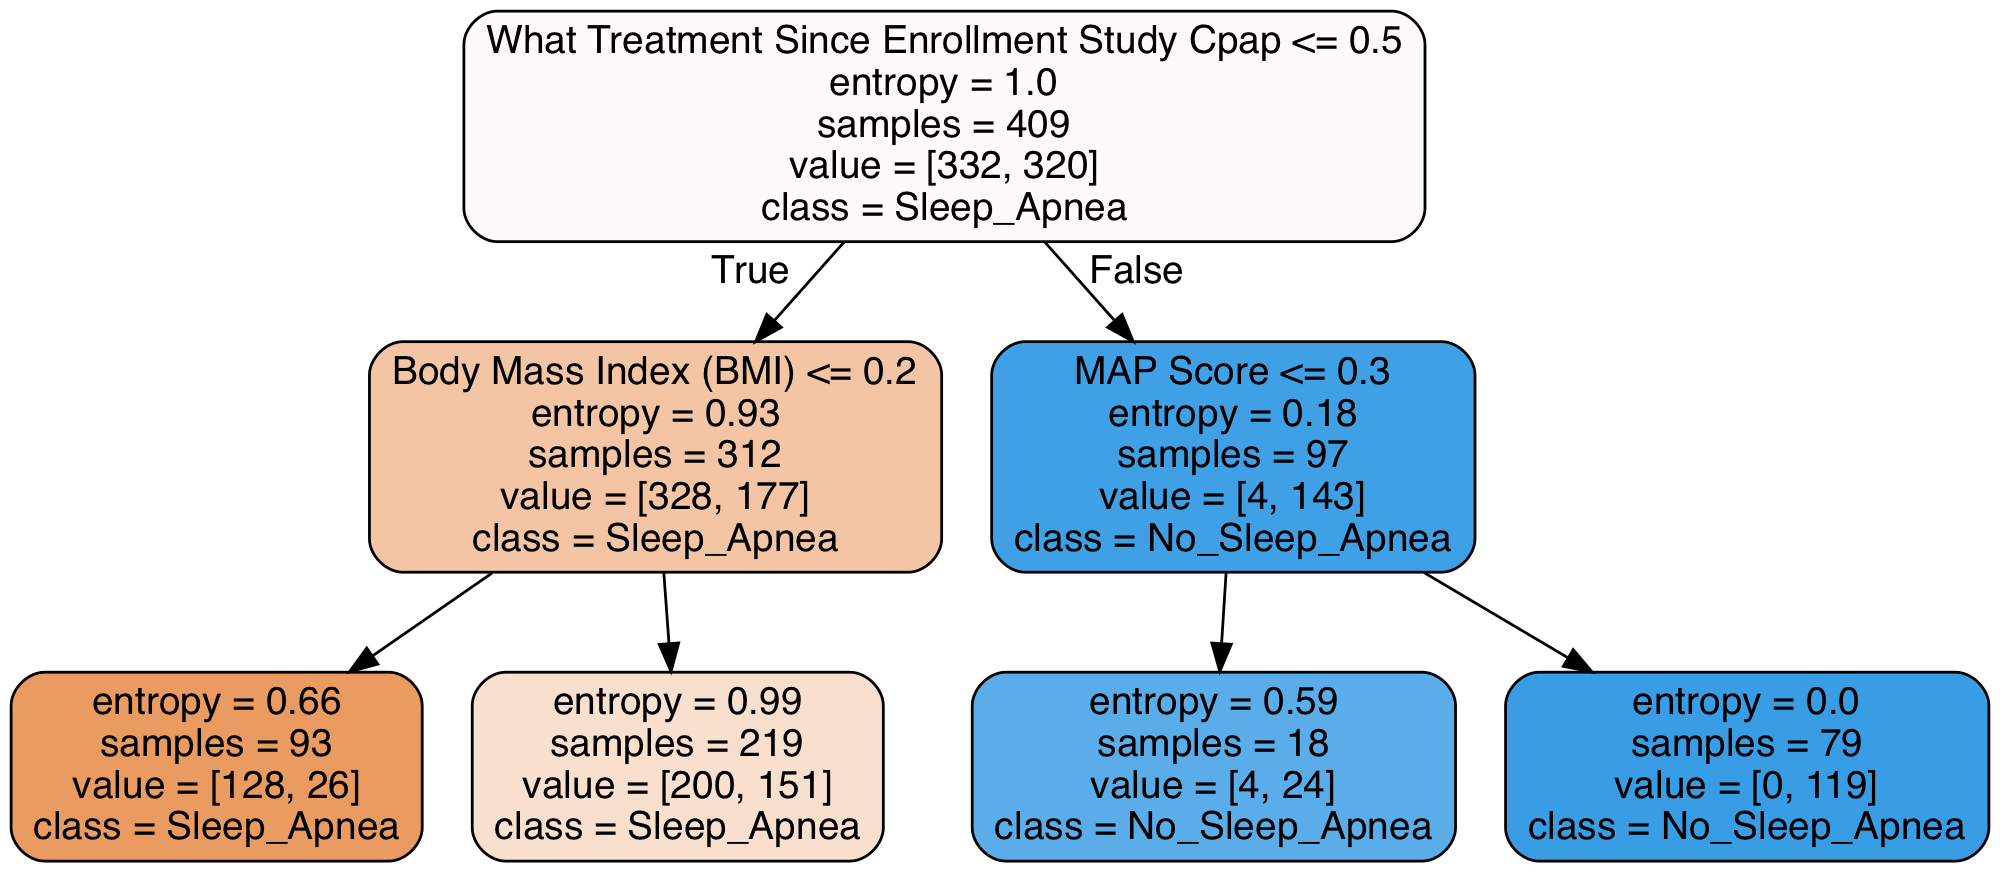 What Treatment Since Enrollment Study Cpap <= 0.5
entropy = 1.0
samples = 409
value = [332, 320]
class = Sleep_Apnea
True
False
Body Mass Index (BMI) <= 0.2
entropy = 0.93
samples = 312
value = [328, 177]
class = Sleep_Apnea
MAP Score <= 0.3
entropy = 0.18
samples = 97
value = [4, 143]
class = No_Sleep_Apnea
entropy = 0.66
samples = 93
value = [128, 26]
class = Sleep_Apnea
entropy = 0.99
samples = 219
value = [200, 151]
class = Sleep_Apnea
entropy = 0.59
samples = 18
value = [4, 24]
class = No_Sleep_Apnea
entropy = 0.0
samples = 79
value = [0, 119]
class = No_Sleep_Apnea